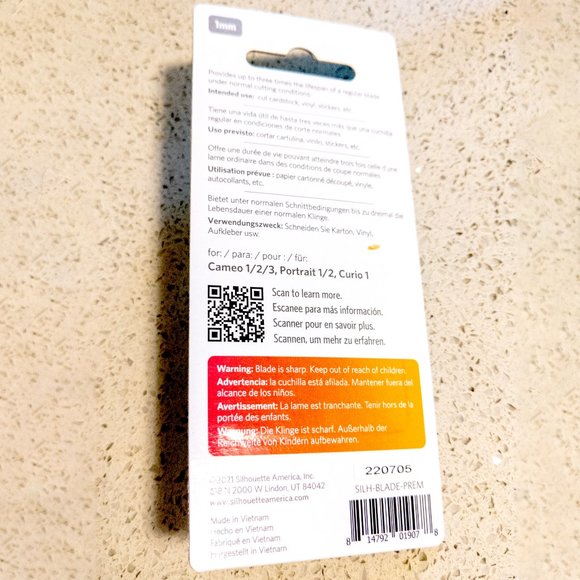 1mm
Provides up to three times the lifespan of a regular blade
under normal cutting conditions.
Intended use: cut cardstock, vinyl, stickers, etc.
Tiene una vida útil de hasta tres veces más que una cuchilla
regular en condiciones de corte normales.
Uso previsto: cortar cartulina, vinilo, stickers, etc.
Offre une durée de vie pouvant atteindre trois fois celle d'une
lame ordinaire dans des conditions de coupe normales.
Utilisation prévue : papier cartonné découpé, vinyle,
autocollants, etc.
Bietet unter normalen Schnittbedingungen bis zu dreimal die
Lebensdauer einer normalen Klinge.
Verwendungszweck: Schneiden Sie Karton, Vinyl,
Aufkleber usw.
for: / para: / pour : / für:
Cameo 1/2/3, Portrait 1/2, Curio 1
Scan to learn more.
Escanee para más información.
Scanner pour en savoir plus.
Scannen, um mehr zu erfahren.
Warning: Blade is sharp. Keep out of reach of children.
Advertencia: la cuchilla está afilada. Mantener fuera del
alcance de los niños.
Avertissement: La lame est tranchante. Tenir hors de la
portée des enfants.
Warnung: Die Klinge ist scharf. Außerhalb der
Reichweite von Kindern aufbewahren.
©2021 Silhouette America, Inc.
618 N 2000 W Lindon, UT 84042
www.silhouetteamerica.com
Made in Vietnam
Hecho en Vietnam
Fabriqué en Vietnam
Hergestellt in Vietnam
220705
SILH-BLADE-PREM
8 14792 01907 8